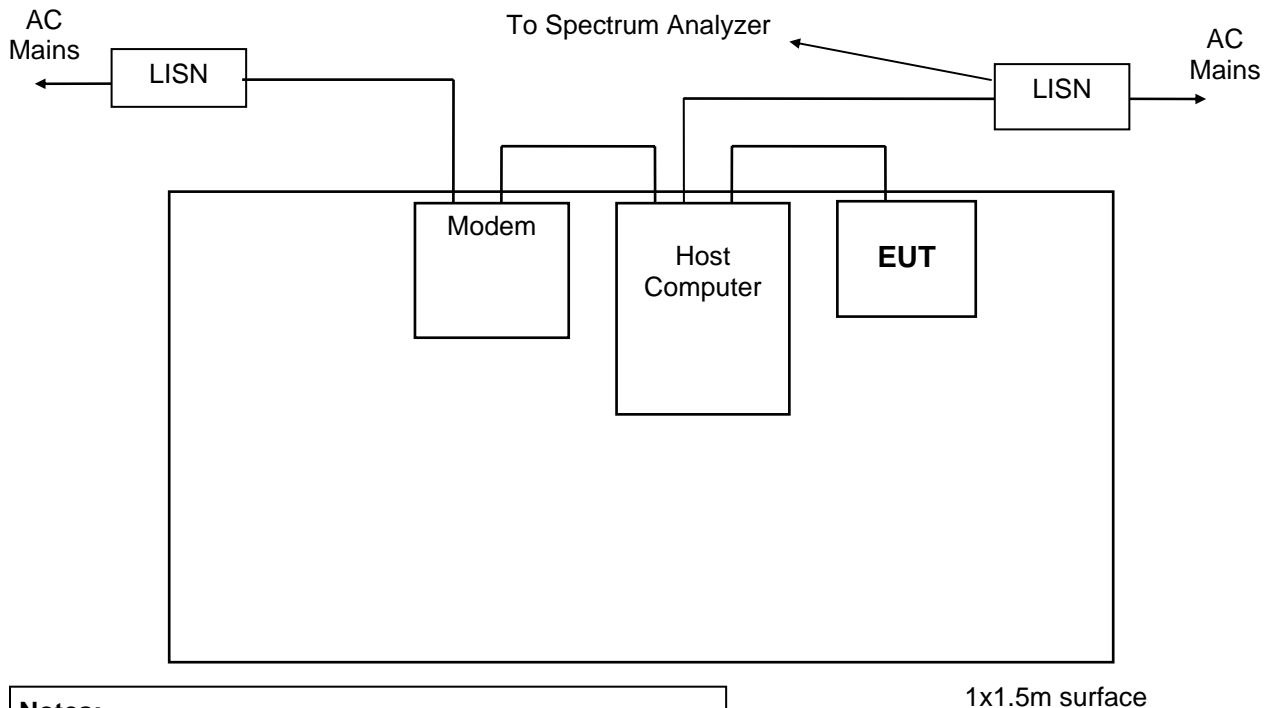 AC
Mains
LISN
To Spectrum Analyzer
LISN
AC
Mains
Modem
Host
Computer
EUT
1x1.5m surface
Notes: